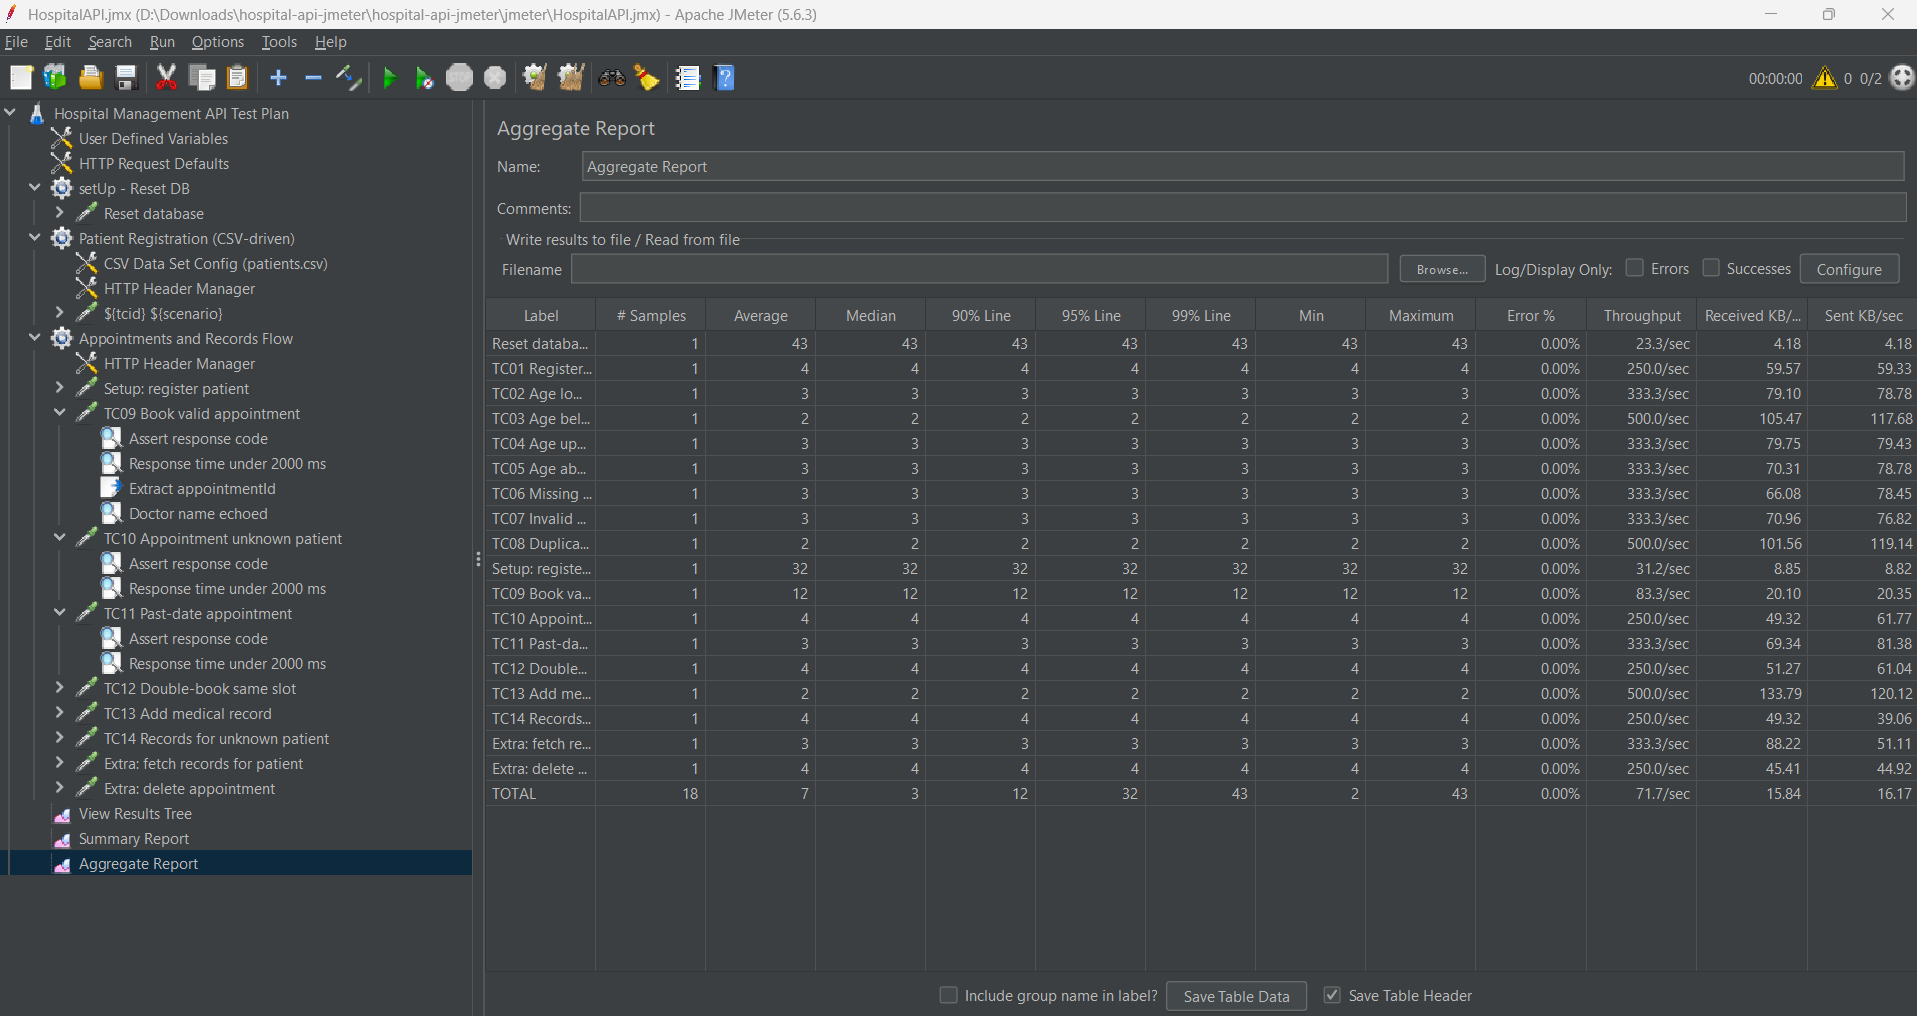 HospitalAPI.jmx (D:\Downloads\hospital-api-jmeter\hospital-api-jmeter\jmeter\HospitalAPI.jmx) - Apache JMeter (5.6.3)
File Edit Search Run Options Tools Help
STOP 00:00:00 0 0/2
Hospital Management API Test Plan
User Defined Variables
HTTP Request Defaults
setUp - Reset DB
Reset database
Patient Registration (CSV-driven)
CSV Data Set Config (patients.csv)
HTTP Header Manager
${tcid} ${scenario}
Appointments and Records Flow
HTTP Header Manager
Setup: register patient
TC09 Book valid appointment
Assert response code
Response time under 2000 ms
Extract appointmentId
Doctor name echoed
TC10 Appointment unknown patient
Assert response code
Response time under 2000 ms
TC11 Past-date appointment
Assert response code
Response time under 2000 ms
TC12 Double-book same slot
TC13 Add medical record
TC14 Records for unknown patient
Extra: fetch records for patient
Extra: delete appointment
View Results Tree
Summary Report
Aggregate Report
Aggregate Report
Name: Aggregate Report
Comments:
Write results to file / Read from file
Filename Browse... Log/Display Only: Errors Successes Configure
Label # Samples Average Median 90% Line 95% Line 99% Line Min Maximum Error % Throughput Received KB/... Sent KB/sec
Reset databa... 1 43 43 43 43 43 43 43 0.00% 23.3/sec 4.18 4.18
TC01 Register... 1 4 4 4 4 4 4 4 0.00% 250.0/sec 59.57 59.33
TC02 Age lo... 1 3 3 3 3 3 3 3 0.00% 333.3/sec 79.10 78.78
TC03 Age bel... 1 2 2 2 2 2 2 2 0.00% 500.0/sec 105.47 117.68
TC04 Age up... 1 3 3 3 3 3 3 3 0.00% 333.3/sec 79.75 79.43
TC05 Age ab... 1 3 3 3 3 3 3 3 0.00% 333.3/sec 70.31 78.78
TC06 Missing ... 1 3 3 3 3 3 3 3 0.00% 333.3/sec 66.08 78.45
TC07 Invalid ... 1 3 3 3 3 3 3 3 0.00% 333.3/sec 70.96 76.82
TC08 Duplica... 1 2 2 2 2 2 2 2 0.00% 500.0/sec 101.56 119.14
Setup: registe... 1 32 32 32 32 32 32 32 0.00% 31.2/sec 8.85 8.82
TC09 Book va... 1 12 12 12 12 12 12 12 0.00% 83.3/sec 20.10 20.35
TC10 Appoint... 1 4 4 4 4 4 4 4 0.00% 250.0/sec 49.32 61.77
TC11 Past-da... 1 3 3 3 3 3 3 3 0.00% 333.3/sec 69.34 81.38
TC12 Double... 1 4 4 4 4 4 4 4 0.00% 250.0/sec 51.27 61.04
TC13 Add me... 1 2 2 2 2 2 2 2 0.00% 500.0/sec 133.79 120.12
TC14 Records... 1 4 4 4 4 4 4 4 0.00% 250.0/sec 49.32 39.06
Extra: fetch re... 1 3 3 3 3 3 3 3 0.00% 333.3/sec 88.22 51.11
Extra: delete ... 1 4 4 4 4 4 4 4 0.00% 250.0/sec 45.41 44.92
TOTAL 18 7 3 12 32 43 2 43 0.00% 71.7/sec 15.84 16.17
Include group name in label? Save Table Data Save Table Header